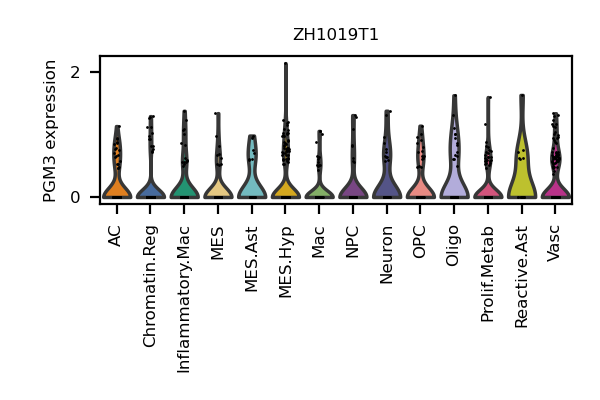 ZH1019T1
PGM3 expression
2
0
AC
Chromatin.Reg
Inflammatory.Mac
MES
MES.Ast
MES.Hyp
Mac
NPC
Neuron
OPC
Oligo
Prolif.Metab
Reactive.Ast
Vasc